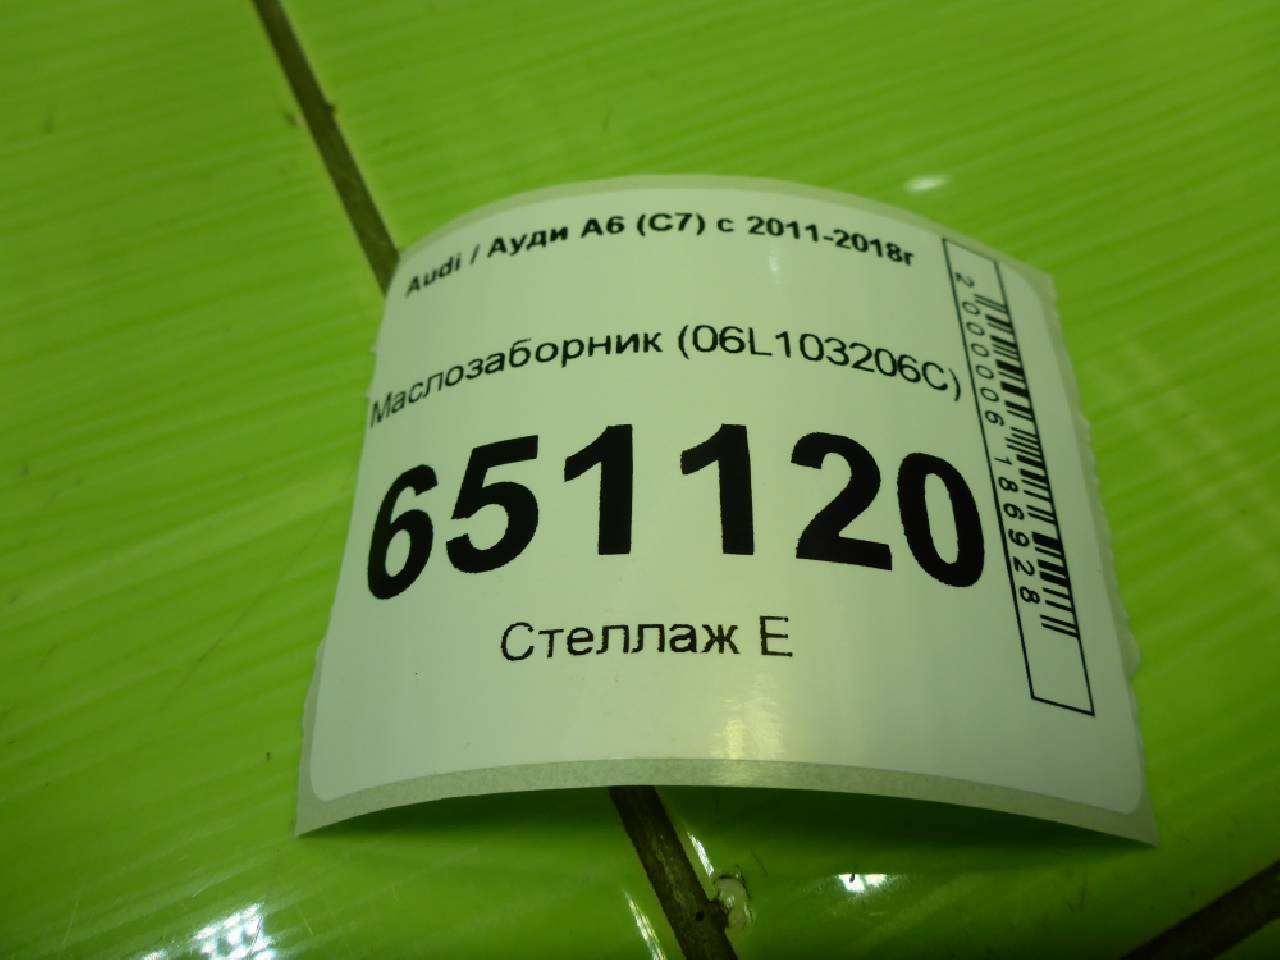 Audi / Ауди А6 (С7) с 2011-2018г
Маслозаборник (06L103206C)
651120
Стеллаж Е
2000006186928